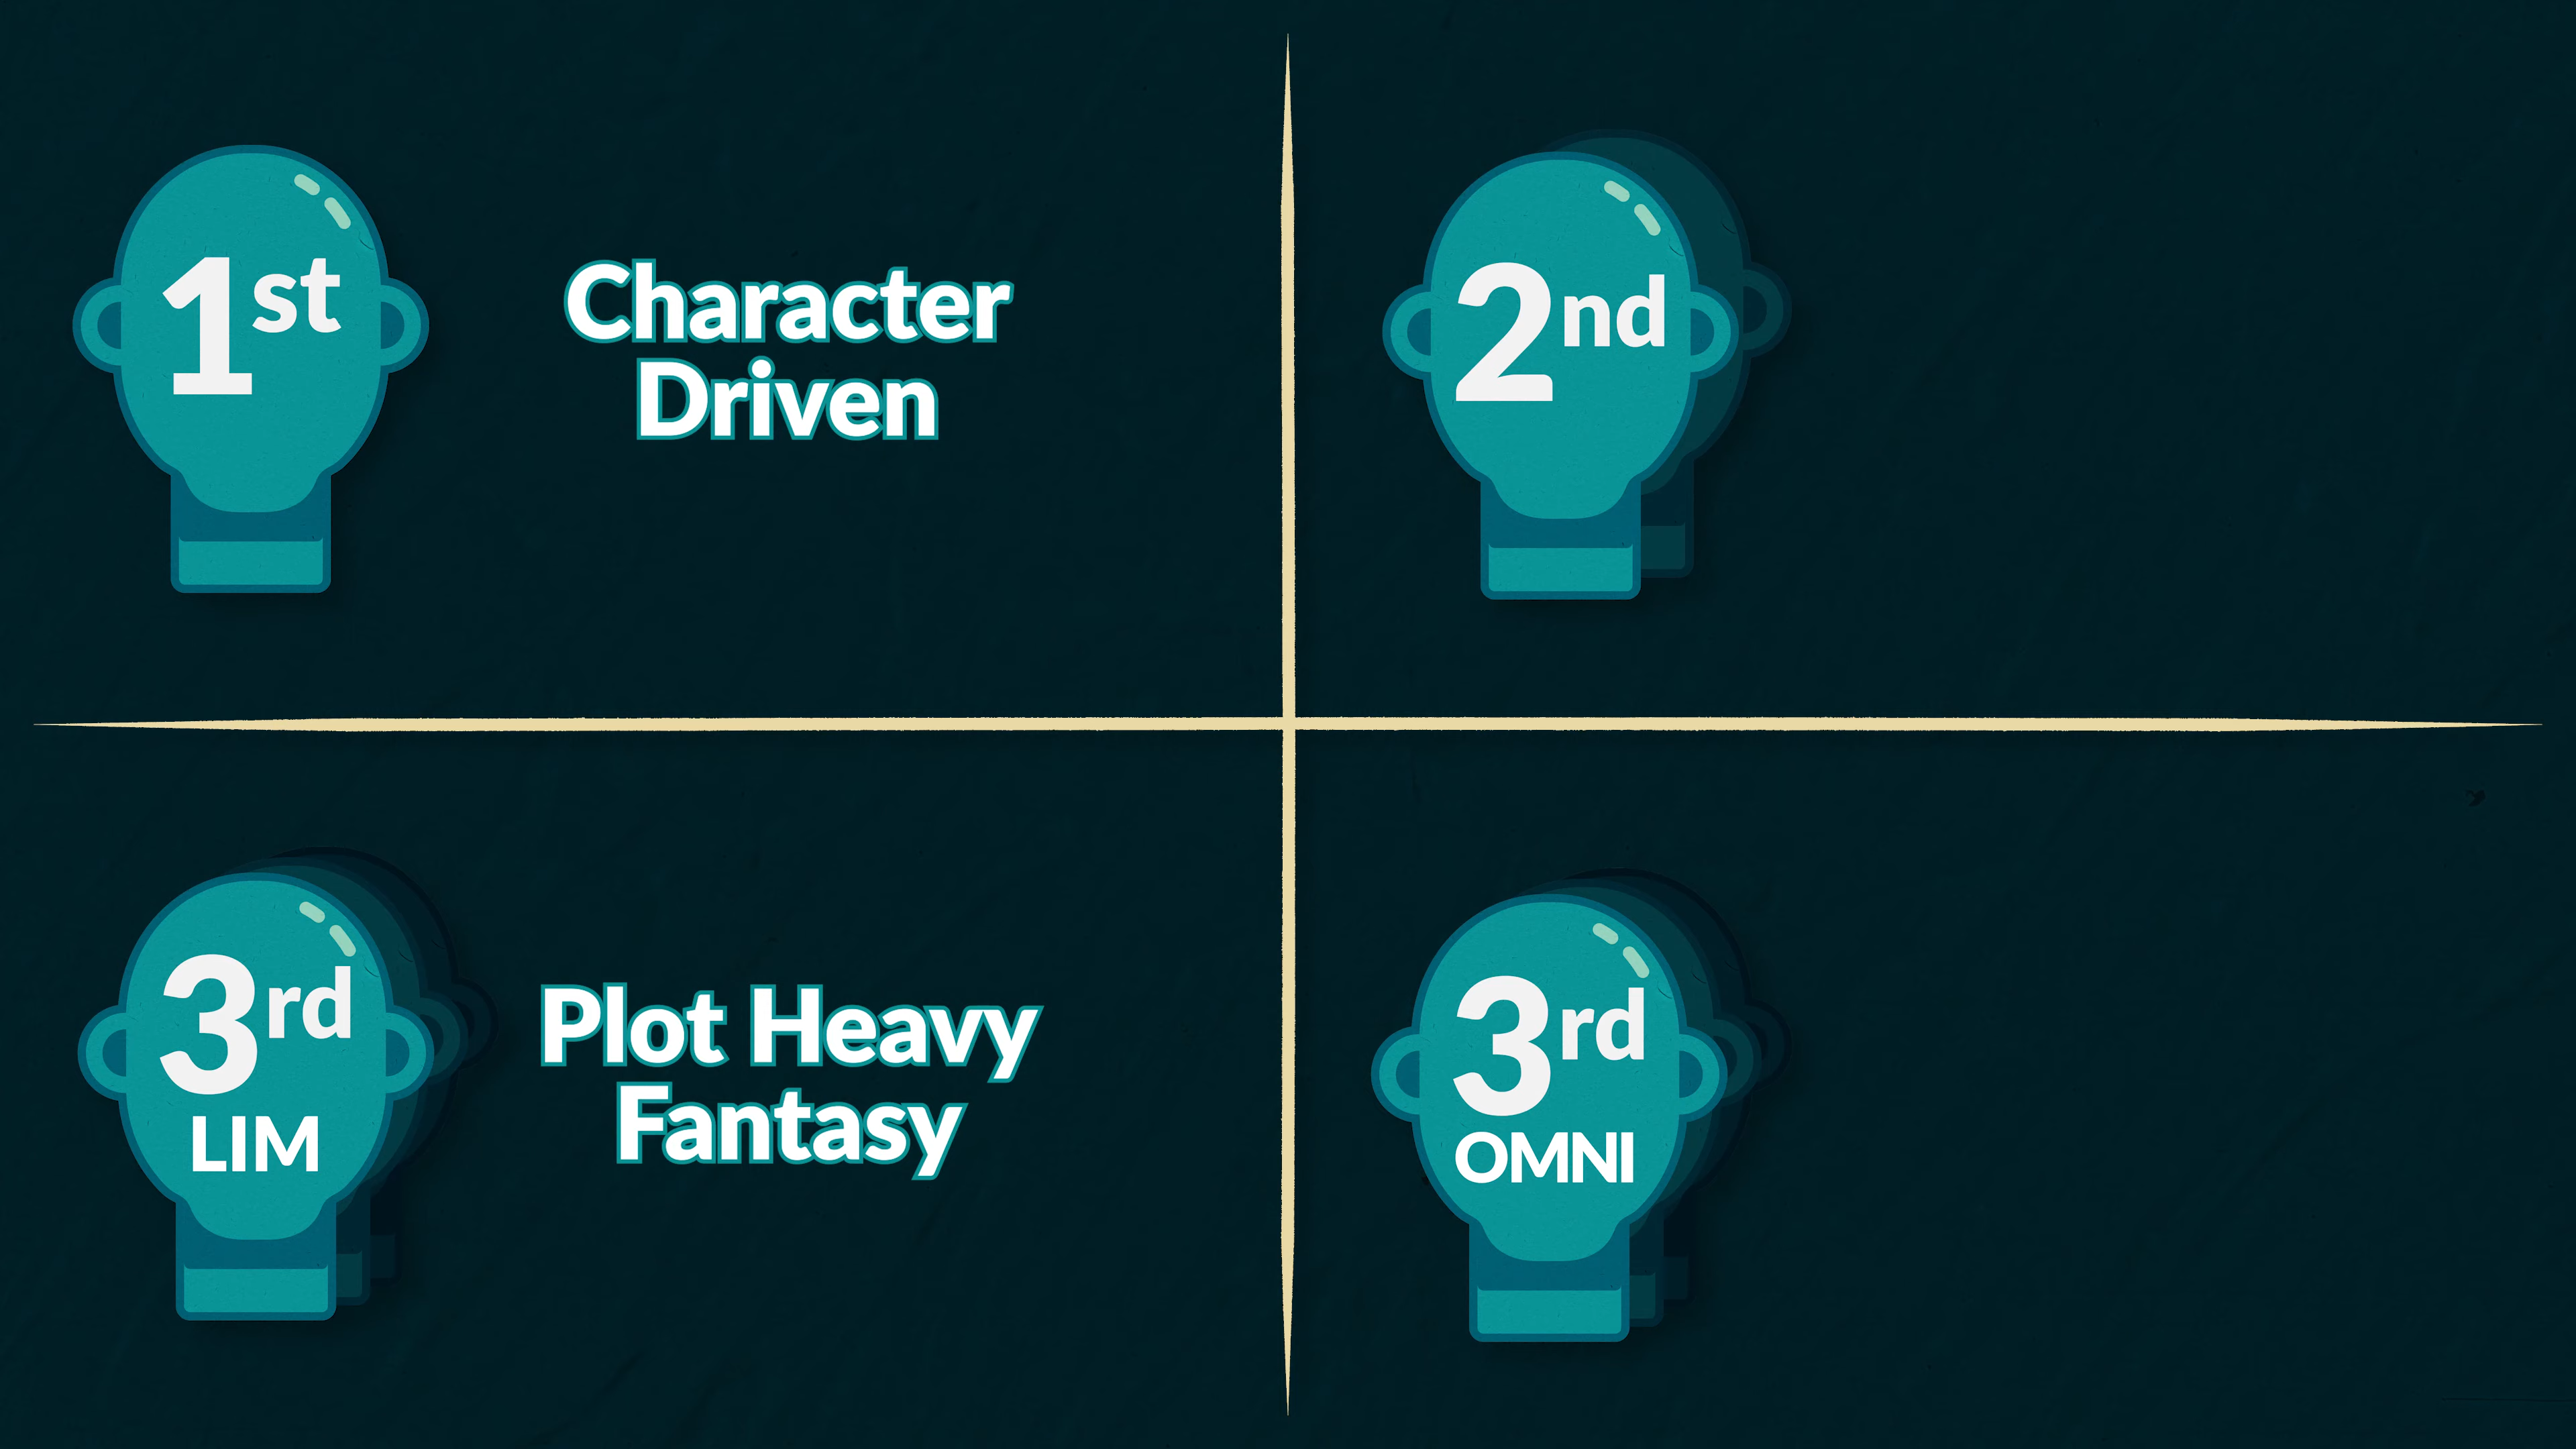 1st
Character
Driven
2nd
3rd
LIM
Plot Heavy
Fantasy
3rd
OMNI